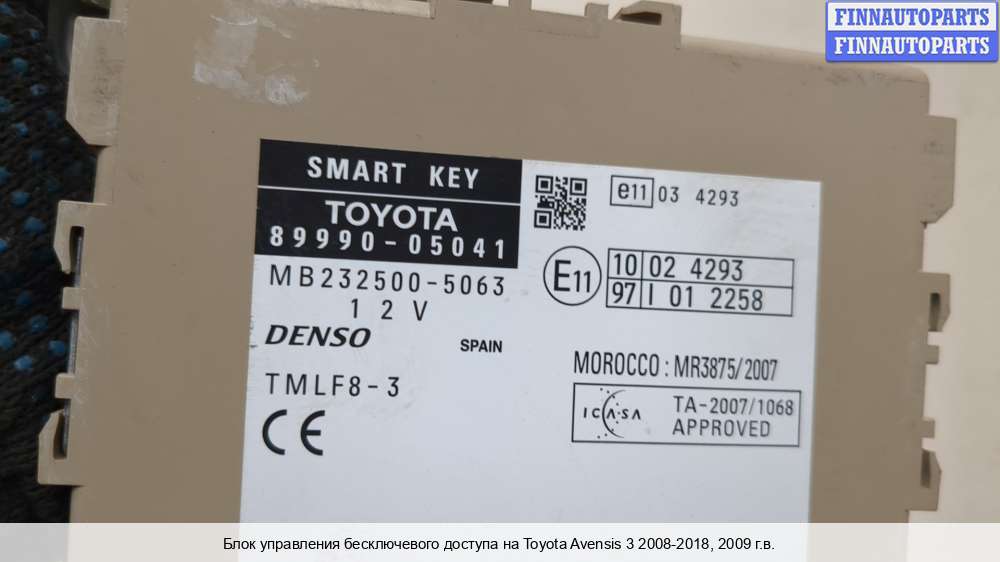 FINNAUTOPARTS
FINNAUTOPARTS
SMART KEY
TOYOTA
89990-05041
MB232500-5063
12V
DENSO
SPAIN
TMLF8-3
CE
e11 03 4293
E11
10 02 4293
97 I 01 2258
MOROCCO : MR3875/2007
ICASA
TA-2007/1068
APPROVED
Блок управления бесключевого доступа на Toyota Avensis 3 2008-2018, 2009 г.в.